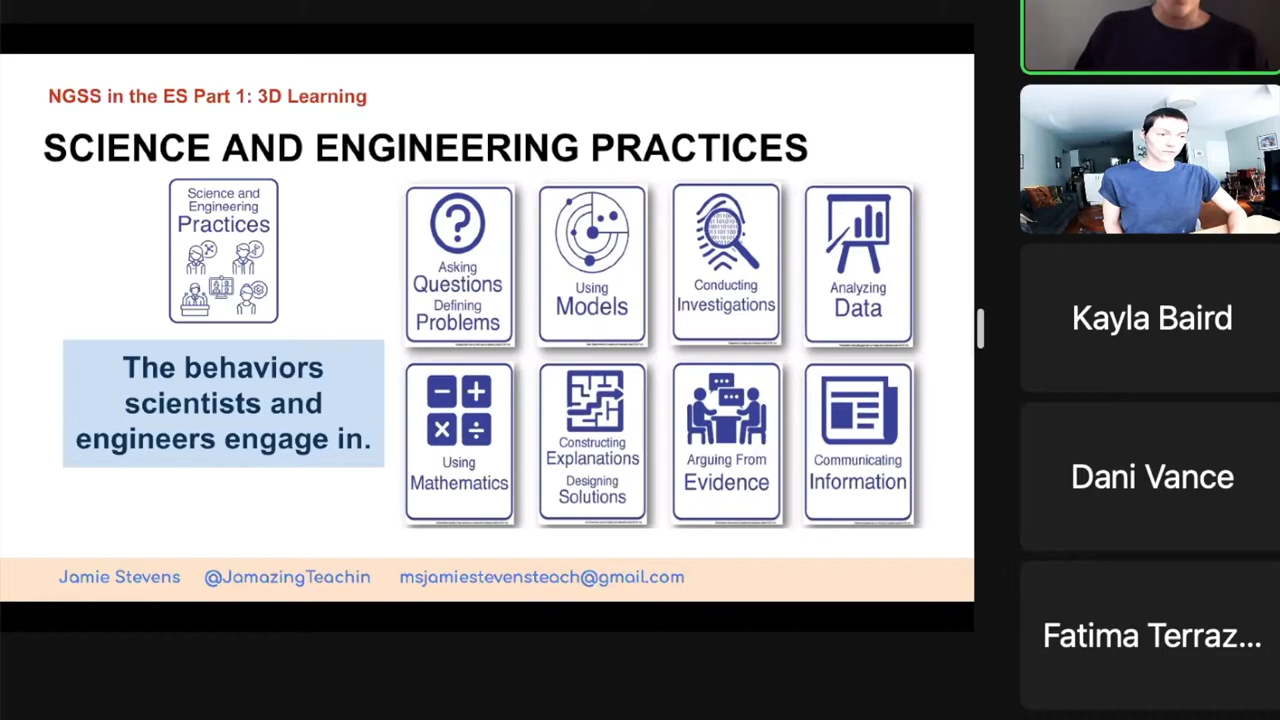 NGSS in the ES Part 1: 3D Learning
SCIENCE AND ENGINEERING PRACTICES
Science and
Engineering
Practices
The behaviors
scientists and
engineers engage in.
Asking
Questions
Defining
Problems
Using
Models
Conducting
Investigations
Analyzing
Data
Using
Mathematics
Constructing
Explanations
Designing
Solutions
Arguing From
Evidence
Communicating
Information
Jamie Stevens @JamazingTeachin msjamiestevensteach@gmail.com
Kayla Baird
Dani Vance
Fatima Terraz...